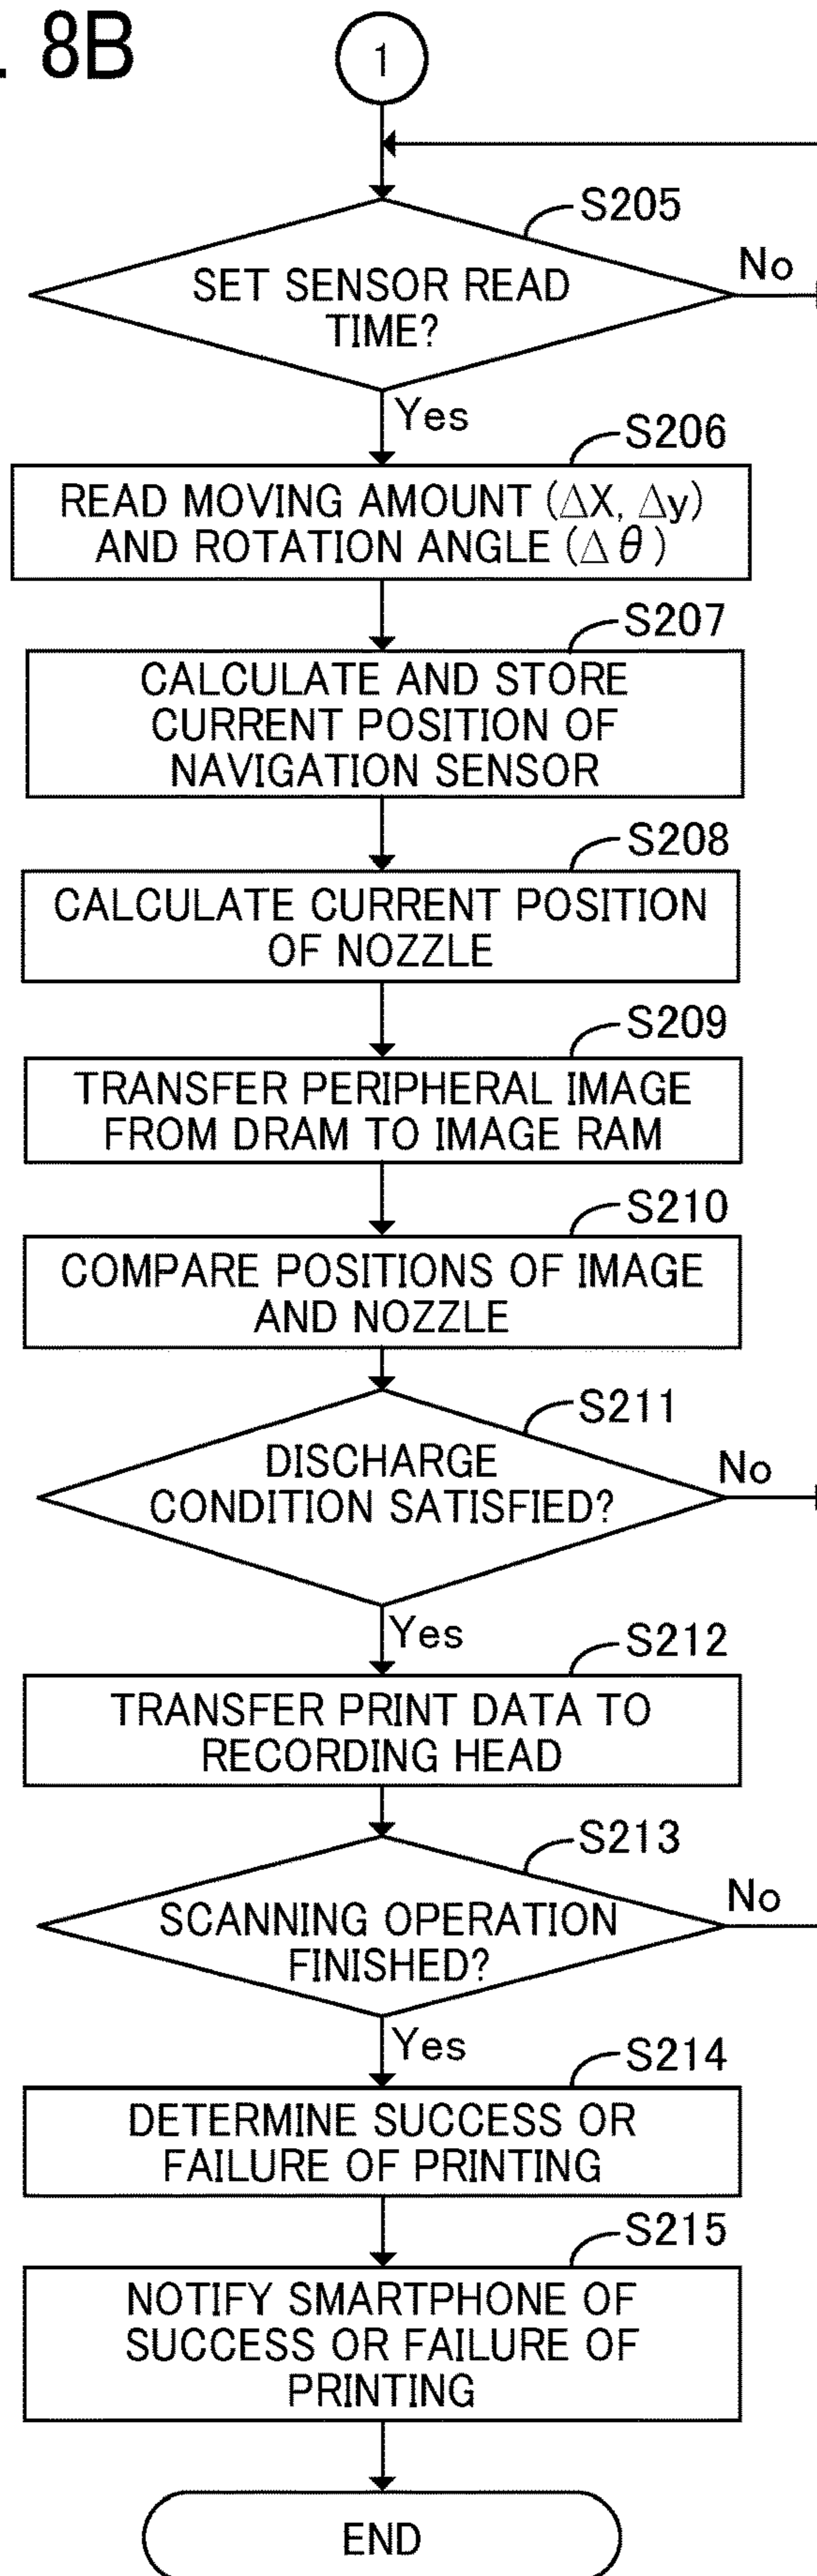 . 8B
1
S205
SET SENSOR READ
TIME?
No
Yes
S206
READ MOVING AMOUNT (ΔX, Δy)
AND ROTATION ANGLE (Δθ)
S207
CALCULATE AND STORE
CURRENT POSITION OF
NAVIGATION SENSOR
S208
CALCULATE CURRENT POSITION
OF NOZZLE
S209
TRANSFER PERIPHERAL IMAGE
FROM DRAM TO IMAGE RAM
S210
COMPARE POSITIONS OF IMAGE
AND NOZZLE
S211
DISCHARGE
CONDITION SATISFIED?
No
Yes
S212
TRANSFER PRINT DATA TO
RECORDING HEAD
S213
SCANNING OPERATION
FINISHED?
No
Yes
S214
DETERMINE SUCCESS OR
FAILURE OF PRINTING
S215
NOTIFY SMARTPHONE OF
SUCCESS OR FAILURE OF
PRINTING
END